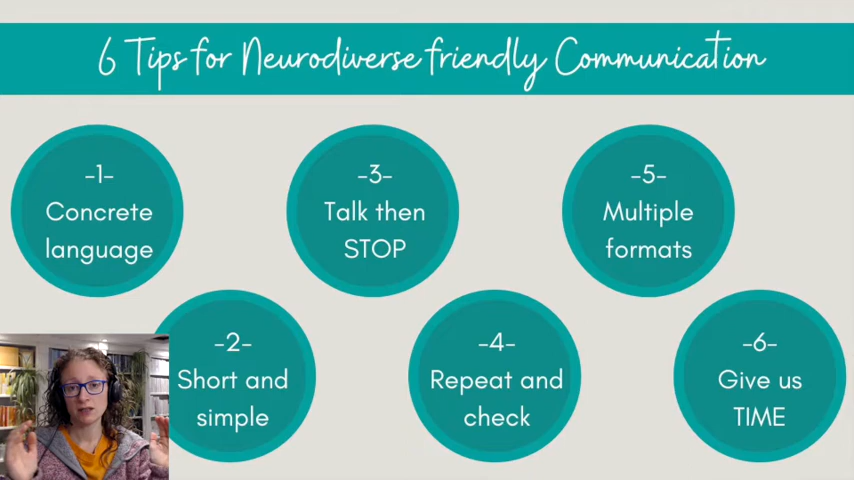 6 Tips for Neurodiverse friendly Communication
-1-
Concrete
language
-2-
Short and
simple
-3-
Talk then
STOP
-4-
Repeat and
check
-5-
Multiple
formats
-6-
Give us
TIME